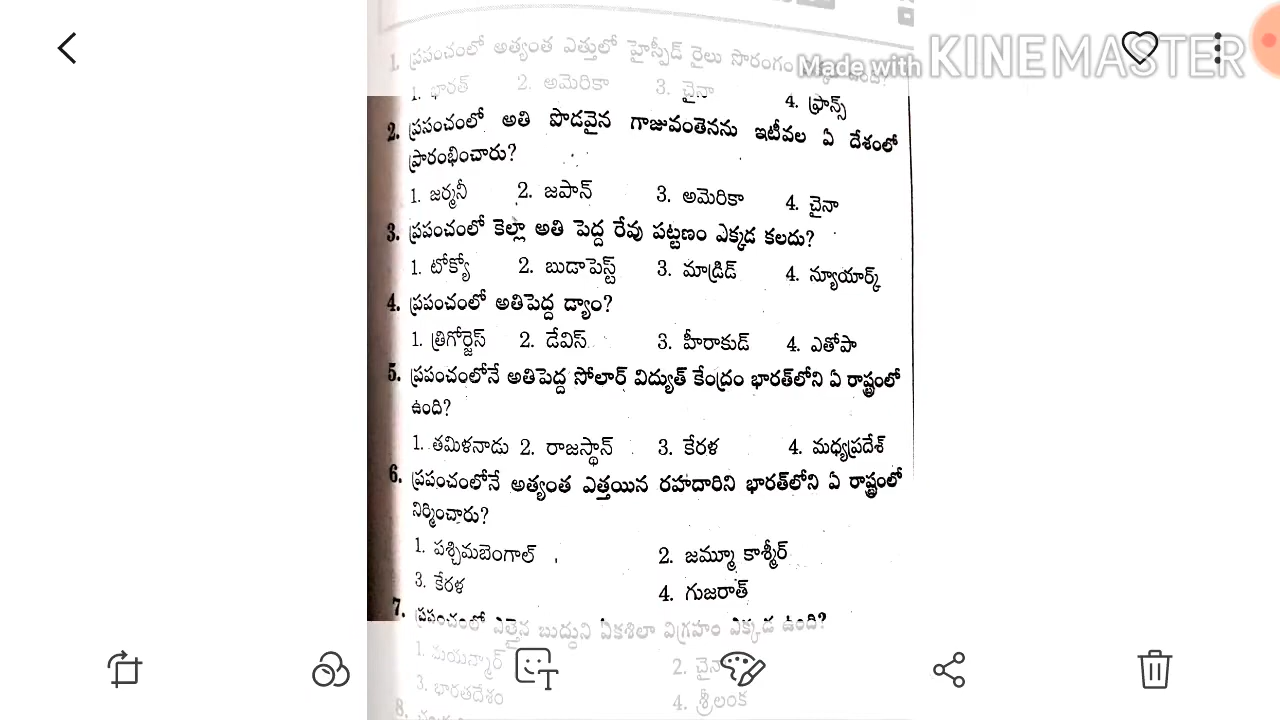 Made with KINEMASTER
1. ప్రపంచంలో అత్యంత ఎత్తులో హైస్పీడ్ రైలు సొరంగం
1. భారత్ 2. అమెరికా 3. చైనా 4. ఫ్రాన్స్
2. ప్రపంచంలో అతి పొడవైన గాజువంతెనను ఇటీవల ఏ దేశంలో
ప్రారంభించారు?
1. జర్మనీ 2. జపాన్ 3. అమెరికా 4. చైనా
3. ప్రపంచంలో కెల్లా అతి పెద్ద రేవు పట్టణం ఎక్కడ కలదు?
1. టోక్యో 2. బుడాపెస్ట్ 3. మాడ్రిడ్ 4. న్యూయార్క్
4. ప్రపంచంలో అతిపెద్ద డ్యాం?
1. త్రిగోర్జెస్ 2. డేవిస్ 3. హీరాకుడ్ 4. ఎతోపా
5. ప్రపంచంలోనే అతిపెద్ద సోలార్ విద్యుత్ కేంద్రం భారత్‌లోని ఏ రాష్ట్రంలో
ఉంది?
1. తమిళనాడు 2. రాజస్థాన్ 3. కేరళ 4. మధ్యప్రదేశ్
6. ప్రపంచంలోనే అత్యంత ఎత్తయిన రహదారిని భారత్‌లోని ఏ రాష్ట్రంలో
నిర్మించారు?
1. పశ్చిమబెంగాల్ 2. జమ్మూ కాశ్మీర్
3. కేరళ 4. గుజరాత్
7. ప్రపంచంలో ఎత్తైన బుద్ధుని ఏకశిలా విగ్రహం ఎక్కడ ఉంది?
1. మయన్మార్ 2. చైనా
3. భారతదేశం 4. శ్రీలంక
8.